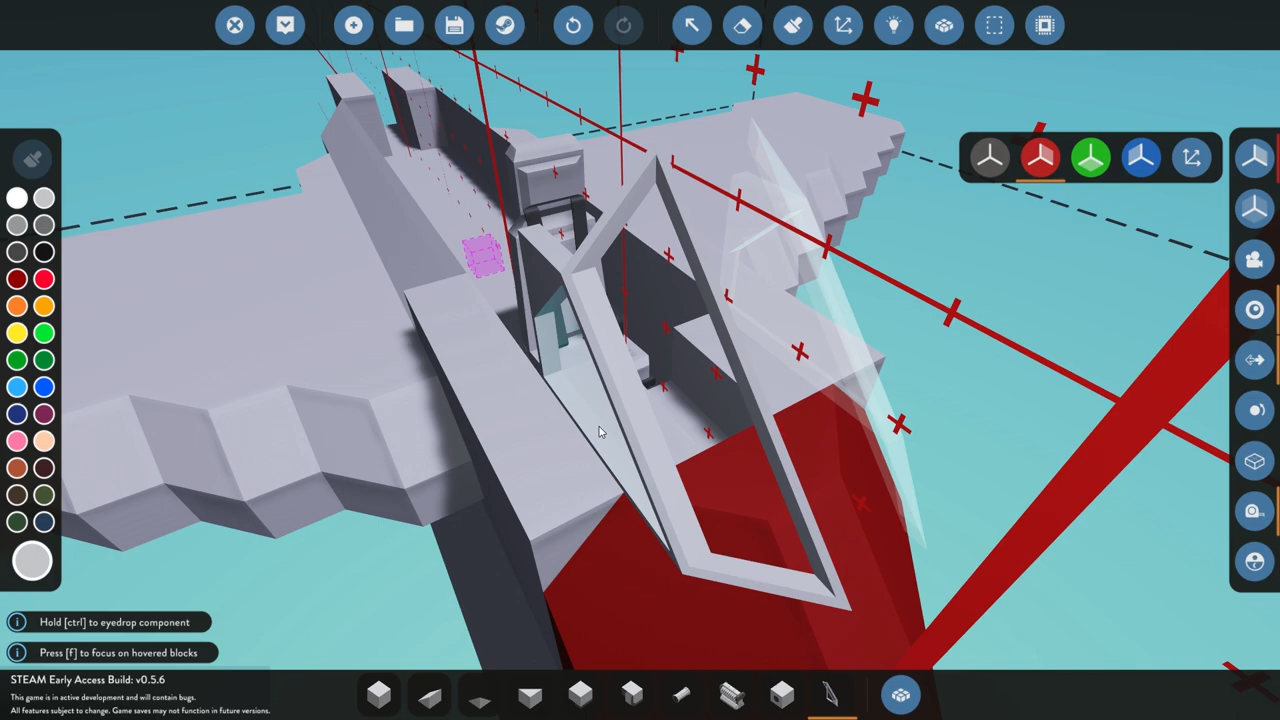 Hold [ctrl] to eyedrop component
Press [f] to focus on hovered blocks
STEAM Early Access Build: v0.5.6
This game is in active development and will contain bugs.
All features subject to change. Game saves may not function in future versions.